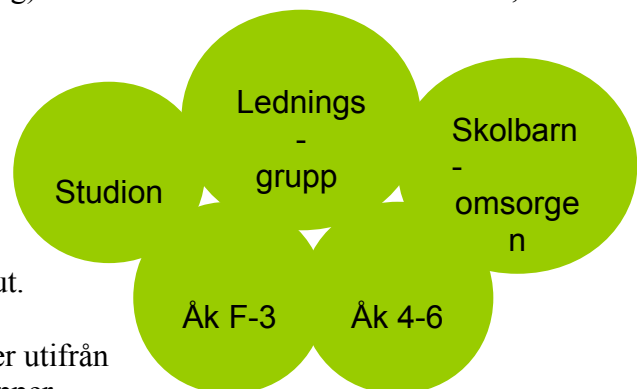 g)
Lednings
-
grupp
Skolbarn
-
omsorge
n
Studion
ut.
Åk F-3
Åk 4-6
er utifrån